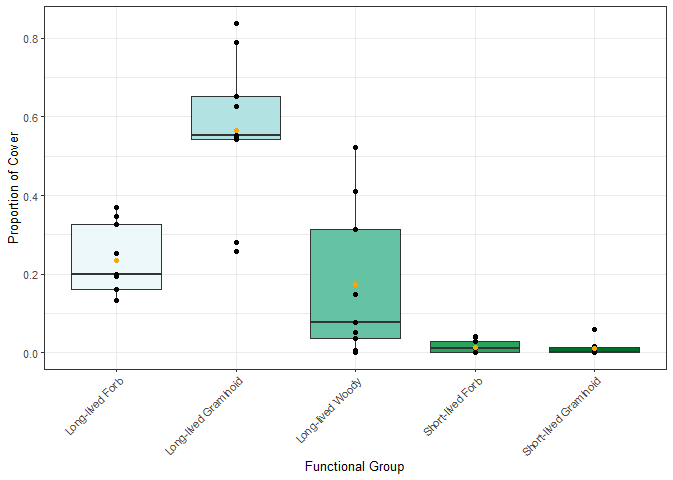 0.8
0.6
0.4
0.2
0.0
Proportion of Cover
Long-lived Forb
Long-lived Graminoid
Long-lived Woody
Short-lived Forb
Short-lived Graminoid
Functional Group